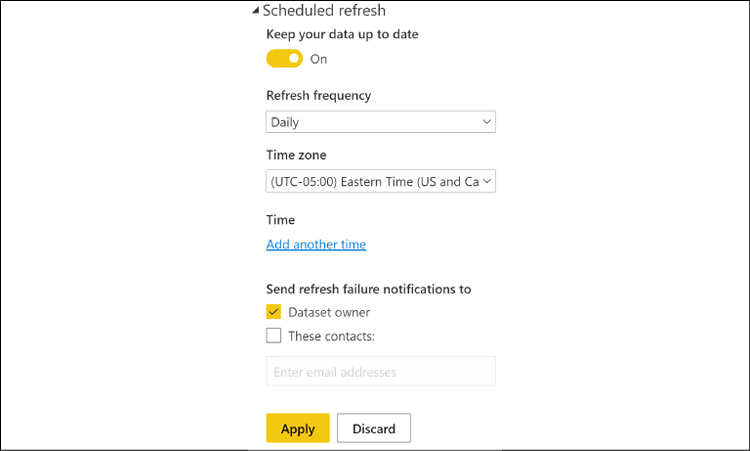 Scheduled refresh
Keep your data up to date
On
Refresh frequency
Daily
Time zone
(UTC-05:00) Eastern Time (US and Ca
Time
Add another time
Send refresh failure notifications to
Dataset owner
These contacts:
Enter email addresses
Apply
Discard